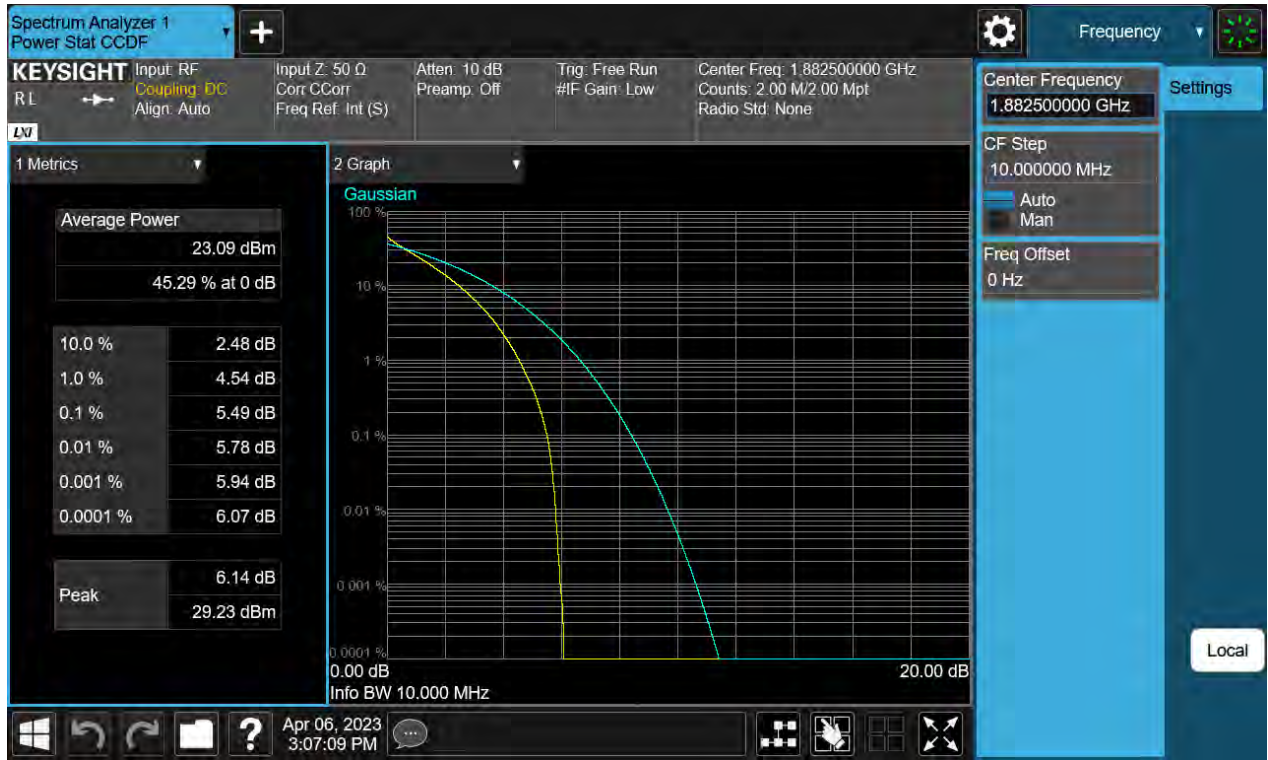 Spectrum Analyzer 1
Power Stat CCDF
Frequency
KEYSIGHT
RL
LXI
Input: RF
Coupling: DC
Align: Auto
Input Z: 50 Ω
Corr CCorr
Freq Ref: Int (S)
Atten: 10 dB
Preamp: Off
Trig: Free Run
#IF Gain: Low
Center Freq: 1.882500000 GHz
Counts: 2.00 M/2.00 Mpt
Radio Std: None
1 Metrics
Average Power
23.09 dBm
45.29 % at 0 dB
10.0 % 2.48 dB
1.0 % 4.54 dB
0.1 % 5.49 dB
0.01 % 5.78 dB
0.001 % 5.94 dB
0.0001 % 6.07 dB
Peak
6.14 dB
29.23 dBm
2 Graph
Gaussian
100 %
10 %
1 %
0.1 %
0.01 %
0.001 %
0.0001 %
0.00 dB 20.00 dB
Info BW 10.000 MHz
Center Frequency
1.882500000 GHz
Settings
CF Step
10.000000 MHz
Auto
Man
Freq Offset
0 Hz
Local
?
Apr 06, 2023
3:07:09 PM